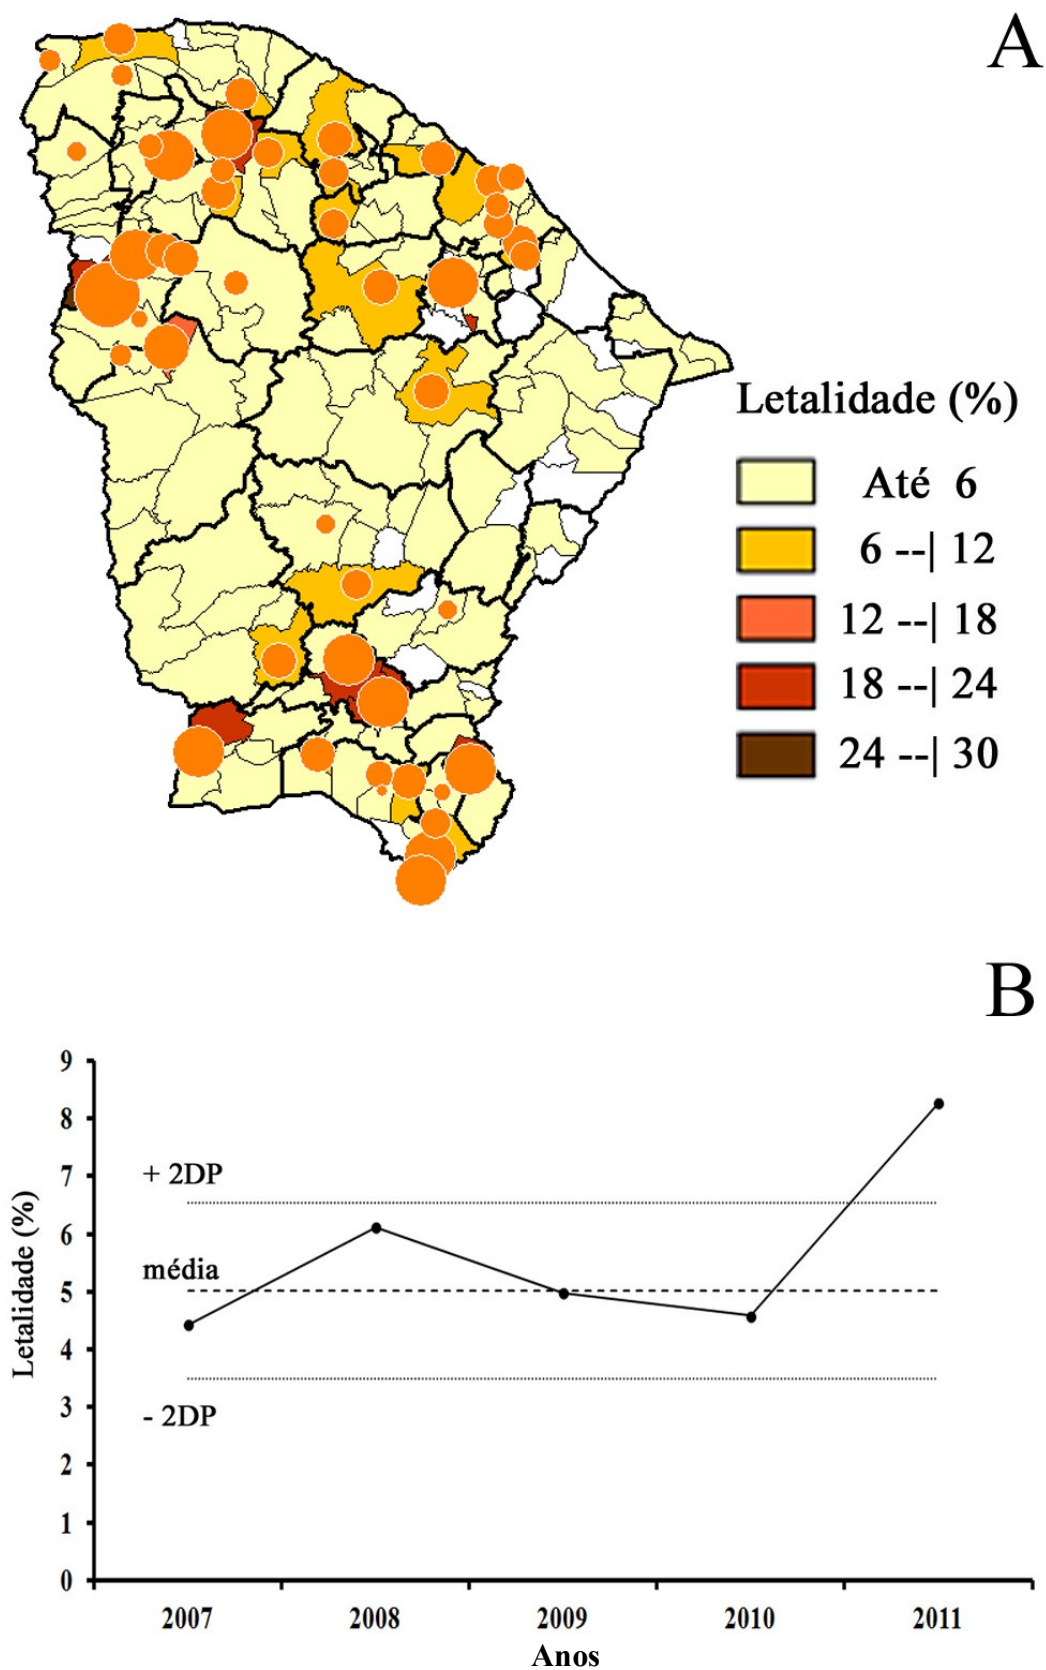 A
Letalidade (%)
Até 6
6 --| 12
12 --| 18
18 --| 24
24 --| 30
B
9
8
7
6
5
4
3
2
1
0
Letalidade (%)
+ 2DP
média
- 2DP
2007 2008 2009 2010 2011
Anos